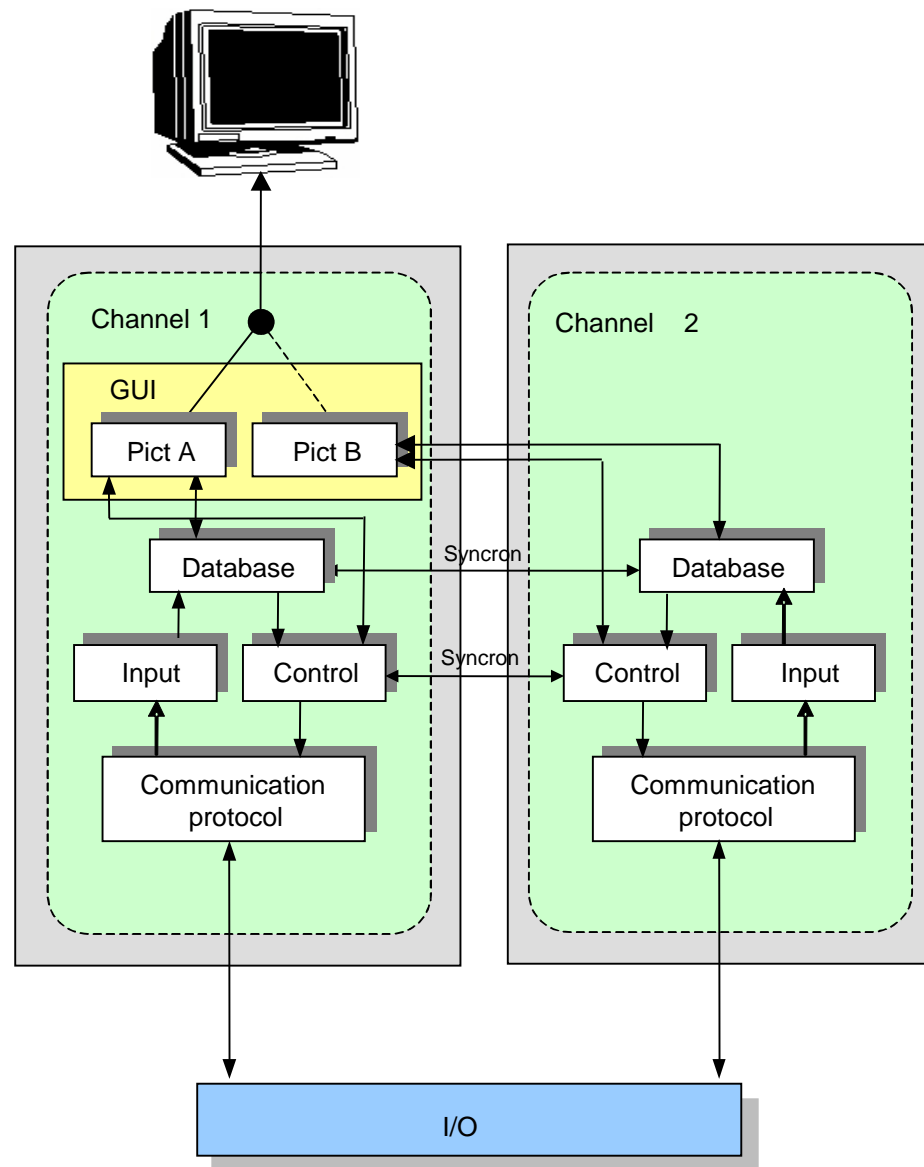 Channel 1
Channel 2
GUI
Pict A
Pict B
Syncron
Database
Database
Syncron
Input
Control
Control
Input
Communication
protocol
Communication
protocol
I/O